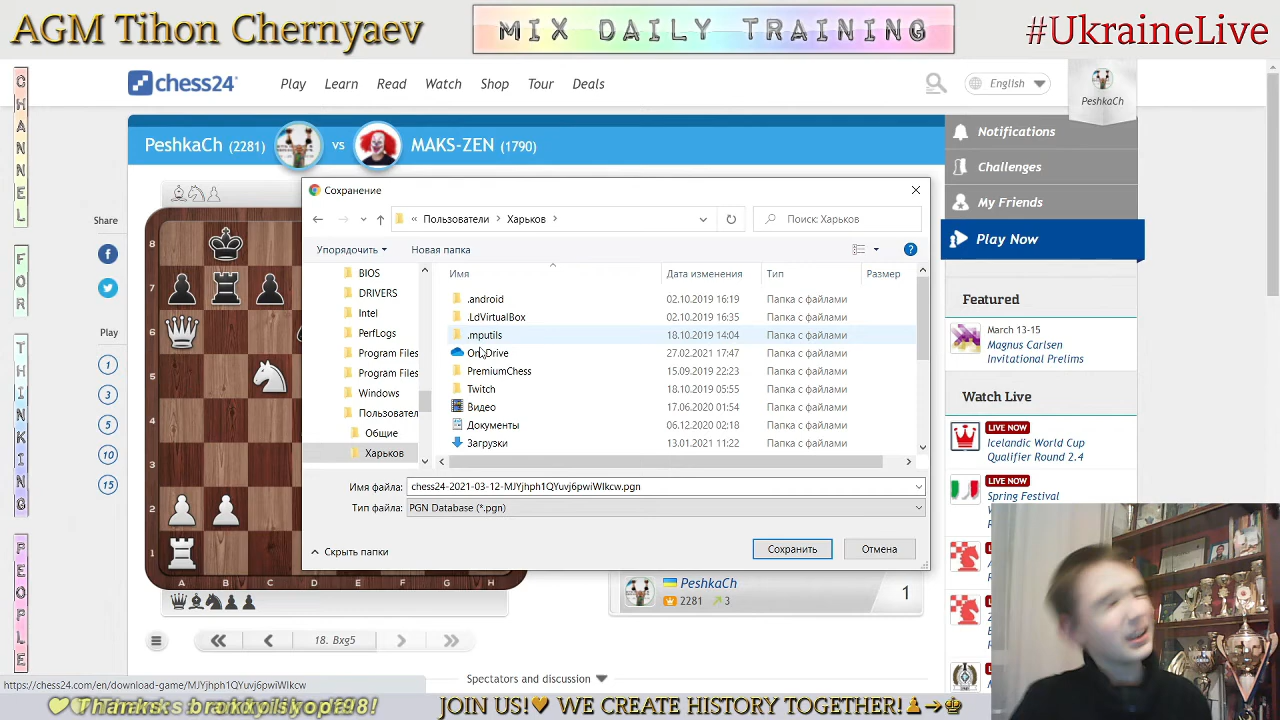 AGM Tihon Chernyaev
MIX DAILY TRAINING
#UkraineLive
CHANNEL
FOR
THINKING
PEOPLE
chess24
Play
Learn
Read
Watch
Shop
Tour
Deals
English
PeshkaCh
PeshkaCh (2281)
vs
MAKS-ZEN (1790)
Notifications
Challenges
My Friends
Play Now
Share
Play
1
3
5
10
15
8
7
6
5
4
3
2
1
A B C D E F G H
Сохранение
« Пользователи > Харьков >
Поиск: Харьков
Упорядочить
Новая папка
BIOS
DRIVERS
Intel
PerfLogs
Program Files
Program Files
Windows
Пользовател
Общие
Харьков
Имя Дата изменения Тип Размер
.android 02.10.2019 16:19 Папка с файлами
.LdVirtualBox 02.10.2019 16:35 Папка с файлами
.mputils 18.10.2019 14:04 Папка с файлами
OneDrive 27.02.2021 17:47 Папка с файлами
PremiumChess 15.09.2019 22:23 Папка с файлами
Twitch 18.10.2019 05:55 Папка с файлами
Видео 17.06.2020 01:54 Папка с файлами
Документы 06.12.2020 02:18 Папка с файлами
Загрузки 13.01.2021 11:22 Папка с файлами
Имя файла: chess24-2021-03-12-MJYjhph1QYuvj6pwiWIkcw.pgn
Тип файла: PGN Database (*.pgn)
Скрыть папки
Сохранить
Отмена
Featured
March 13-15
Magnus Carlsen
Invitational Prelims
Watch Live
LIVE NOW
Icelandic World Cup
Qualifier Round 2.4
LIVE NOW
Spring Festival
PeshkaCh
2281
3
1
18. Bxg5
Spectators and discussion
https://chess24.com/en/download-game/MJYjhph1QYuvj6pwiWIkcw
JOIN US! WE CREATE HISTORY TOGETHER!